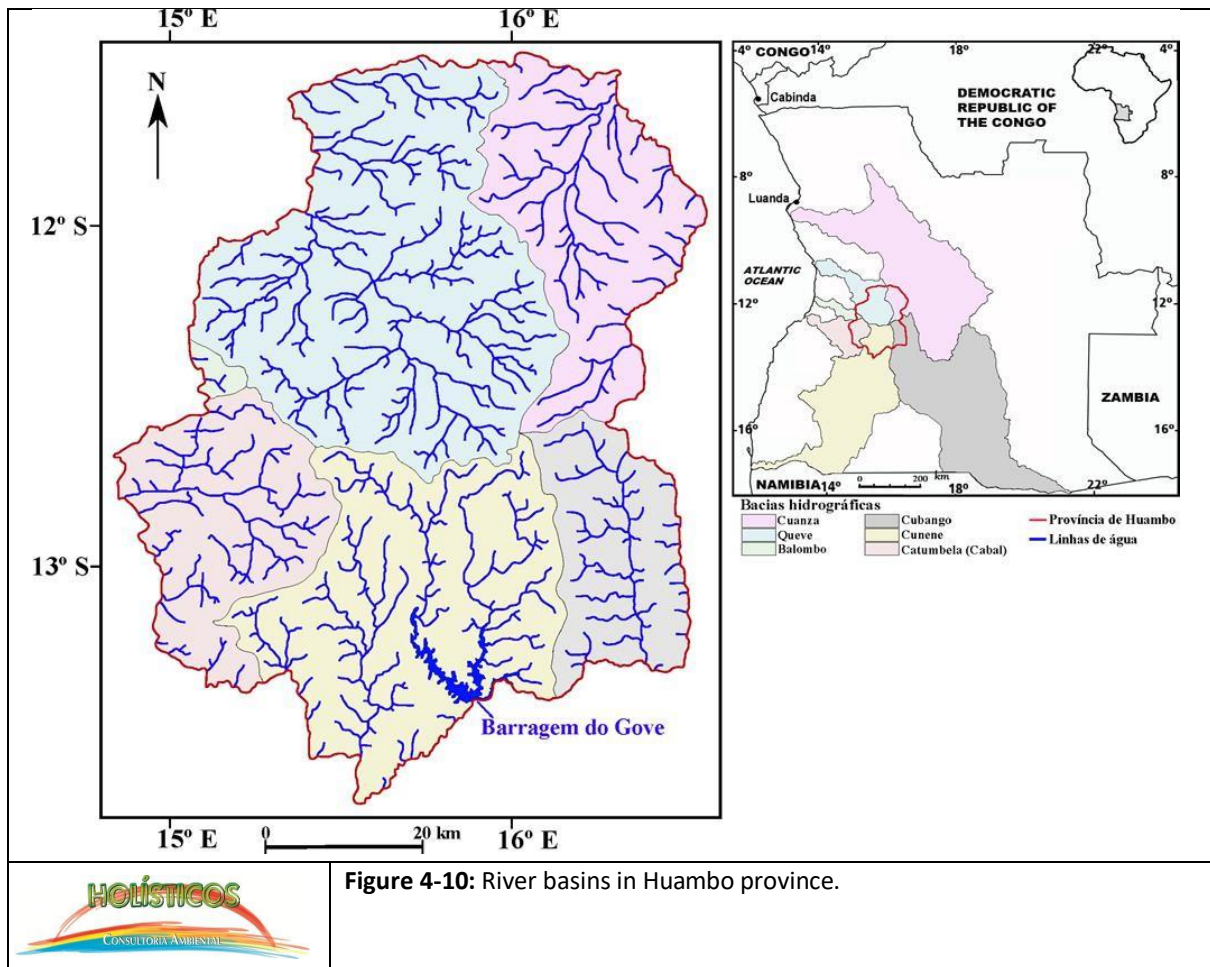 15º E 16º E
N
12º S
13º S
Barragem do Gove
15º E 0 20 km 16º E
4º CONGO 14º 18º 22º 4º
Cabinda
DEMOCRATIC
REPUBLIC OF
THE CONGO
8º 8º
Luanda
ATLANTIC
OCEAN
12º 12º
ZAMBIA
16º 16º
NAMIBIA 14º 0 200 km 18º 22º
Bacias hidrográficas
Cuanza
Queve
Balombo
Cubango
Cunene
Catumbela (Cabal)
Província de Huambo
Linhas de água
HOLÍSTICOS
CONSULTORIA AMBIENTAL
Figure 4-10: River basins in Huambo province.